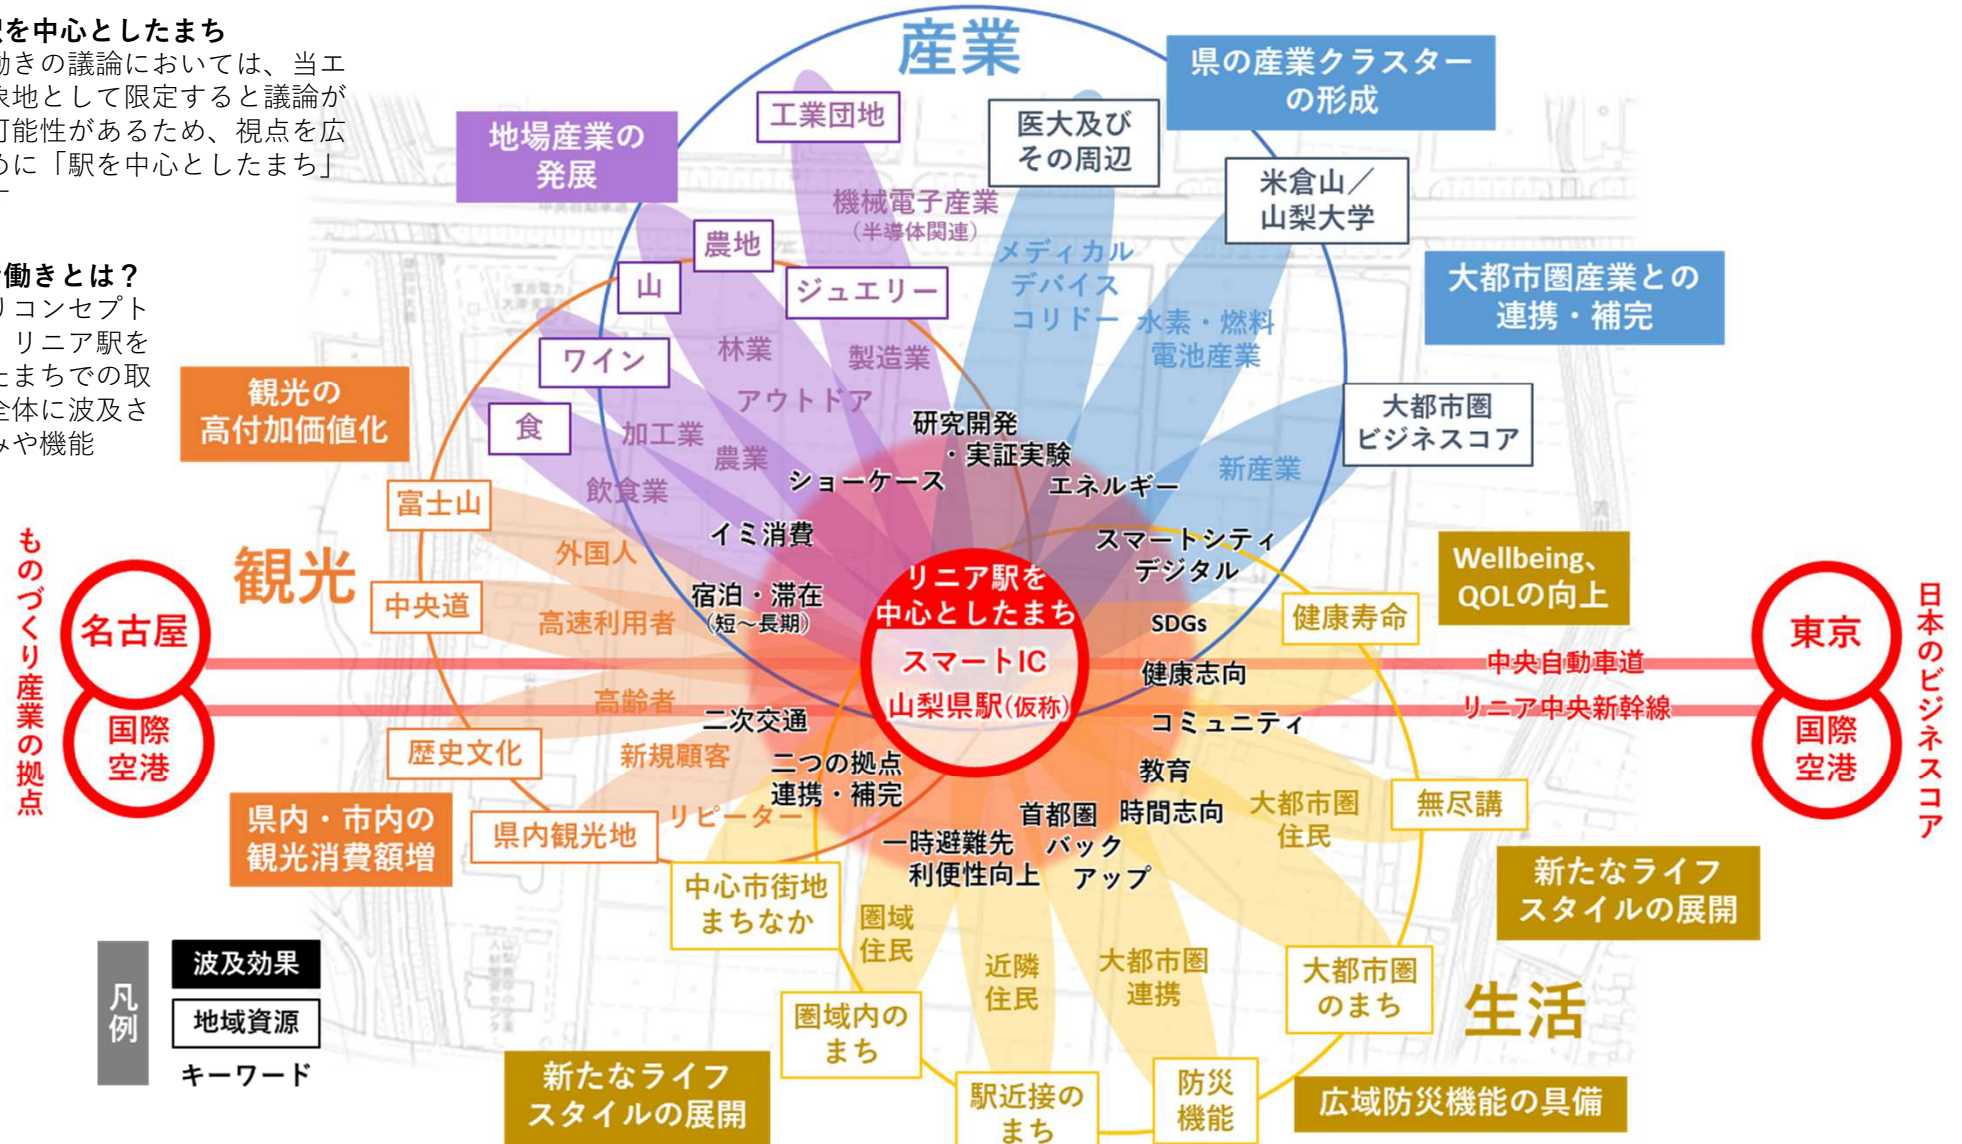 駅を中心としたまち
働きの議論においては、当エ
象地として限定すると議論が
可能性があるため、視点を広
めに「駅を中心としたまち」
働きとは？
リコンセプト
リニア駅を
たまちでの取
全体に波及さ
みや機能
産業
県の産業クラスター
の形成
地場産業の
発展
工業団地
医大及び
その周辺
米倉山／
山梨大学
機械電子産業
（半導体関連）
農地
山
ジュエリー
メディカル
デバイス
コリドー
水素・燃料
電池産業
大都市圏産業との
連携・補完
ワイン
林業
製造業
アウトドア
観光の
高付加価値化
食
加工業
農業
飲食業
大都市圏
ビジネスコア
新産業
研究開発
・実証実験
ショーケース
エネルギー
富士山
イミ消費
スマートシティ
デジタル
Wellbeing、
QOLの向上
観光
外国人
中央道
高速利用者
宿泊・滞在
（短～長期）
リニア駅を
中心としたまち
スマートIC
山梨県駅(仮称)
SDGs
健康寿命
健康志向
ものづくり産業の拠点
名古屋
国際
空港
中央自動車道
リニア中央新幹線
東京
国際
空港
日本のビジネスコア
高齢者
二次交通
コミュニティ
歴史文化
新規顧客
二つの拠点
連携・補完
教育
県内・市内の
観光消費額増
県内観光地
リピーター
首都圏
バック
アップ
時間志向
一時避難先
利便性向上
大都市圏
住民
無尽講
中心市街地
まちなか
圏域
住民
近隣
住民
大都市圏
連携
新たなライフ
スタイルの展開
大都市圏
のまち
生活
圏域内の
まち
駅近接の
まち
防災
機能
広域防災機能の具備
新たなライフ
スタイルの展開
凡例
波及効果
地域資源
キーワード